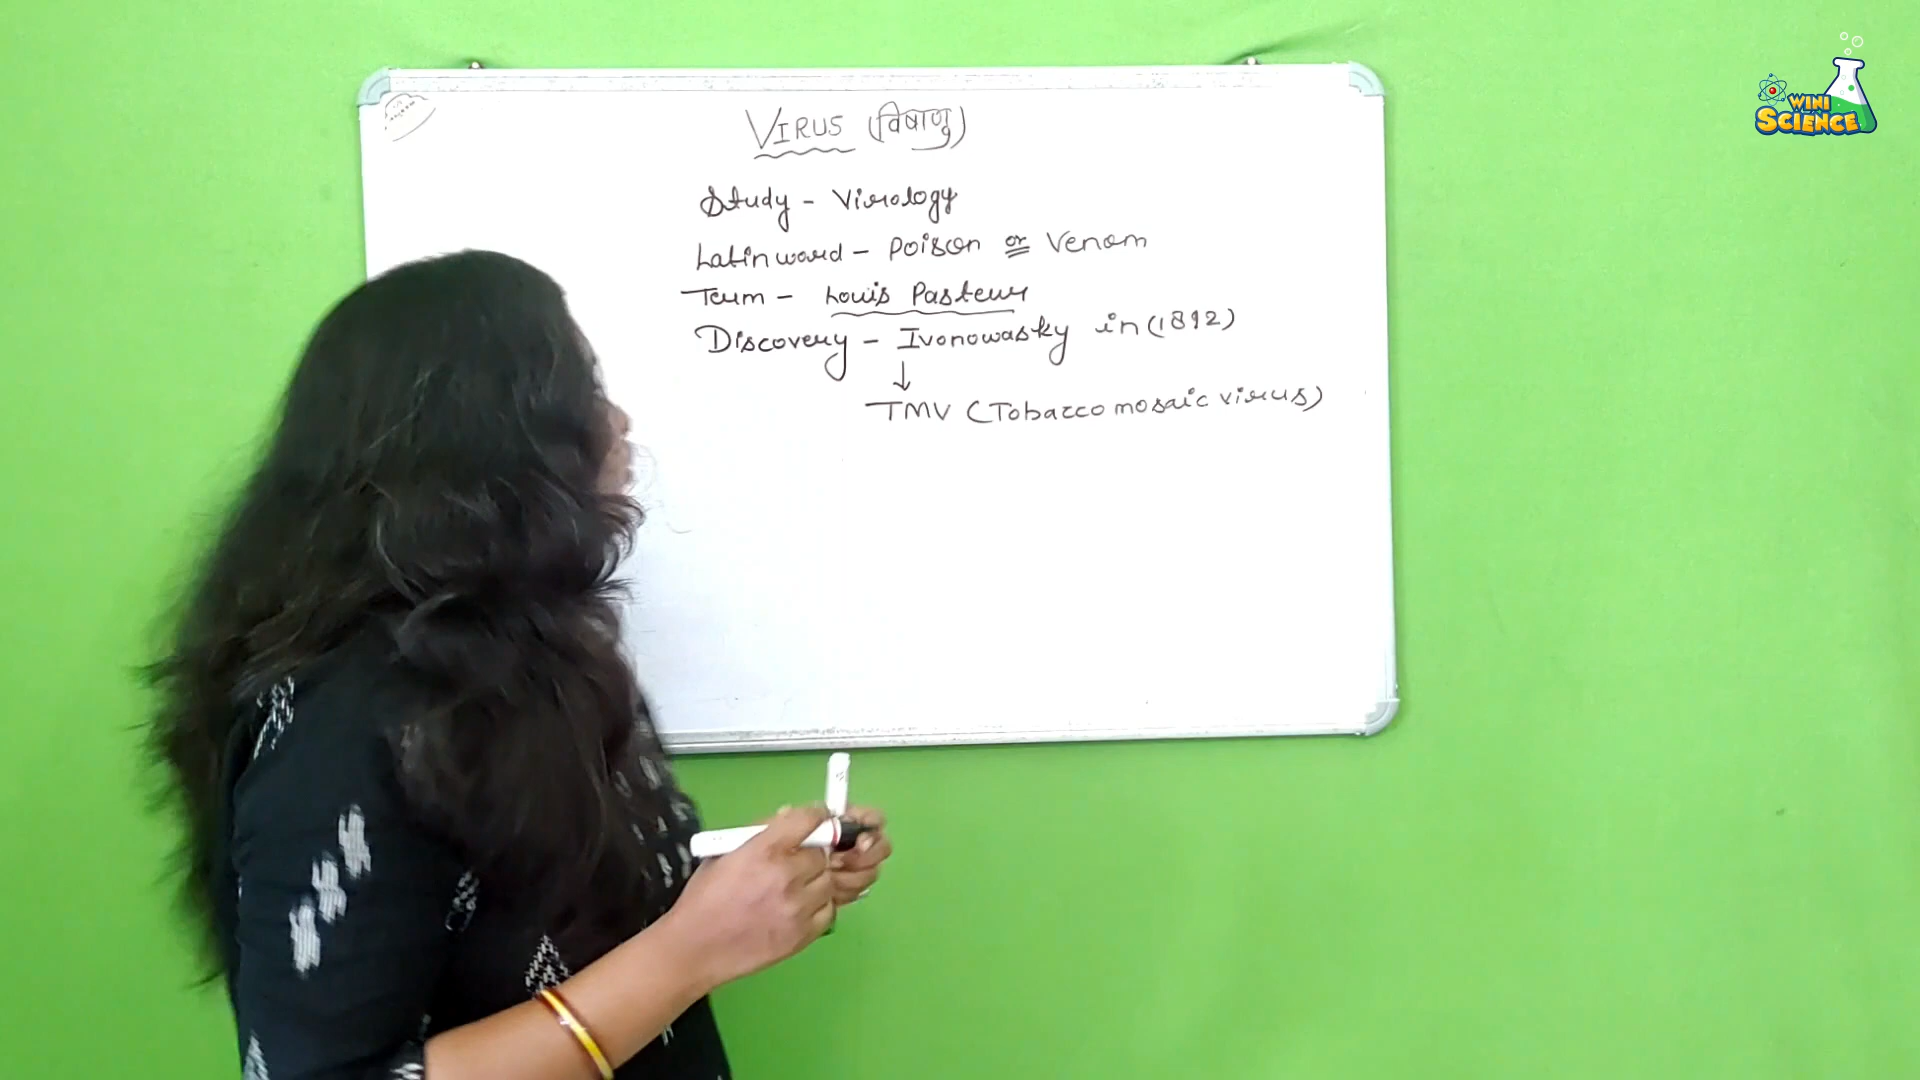 VIRUS (विषाणु)
Study - Virology
Latin word - Poison or Venom
Term - Louis Pasteur
Discovery - Ivonowasky in (1892)
↓
TMV (Tobacco mosaic virus)
WINI
SCIENCE